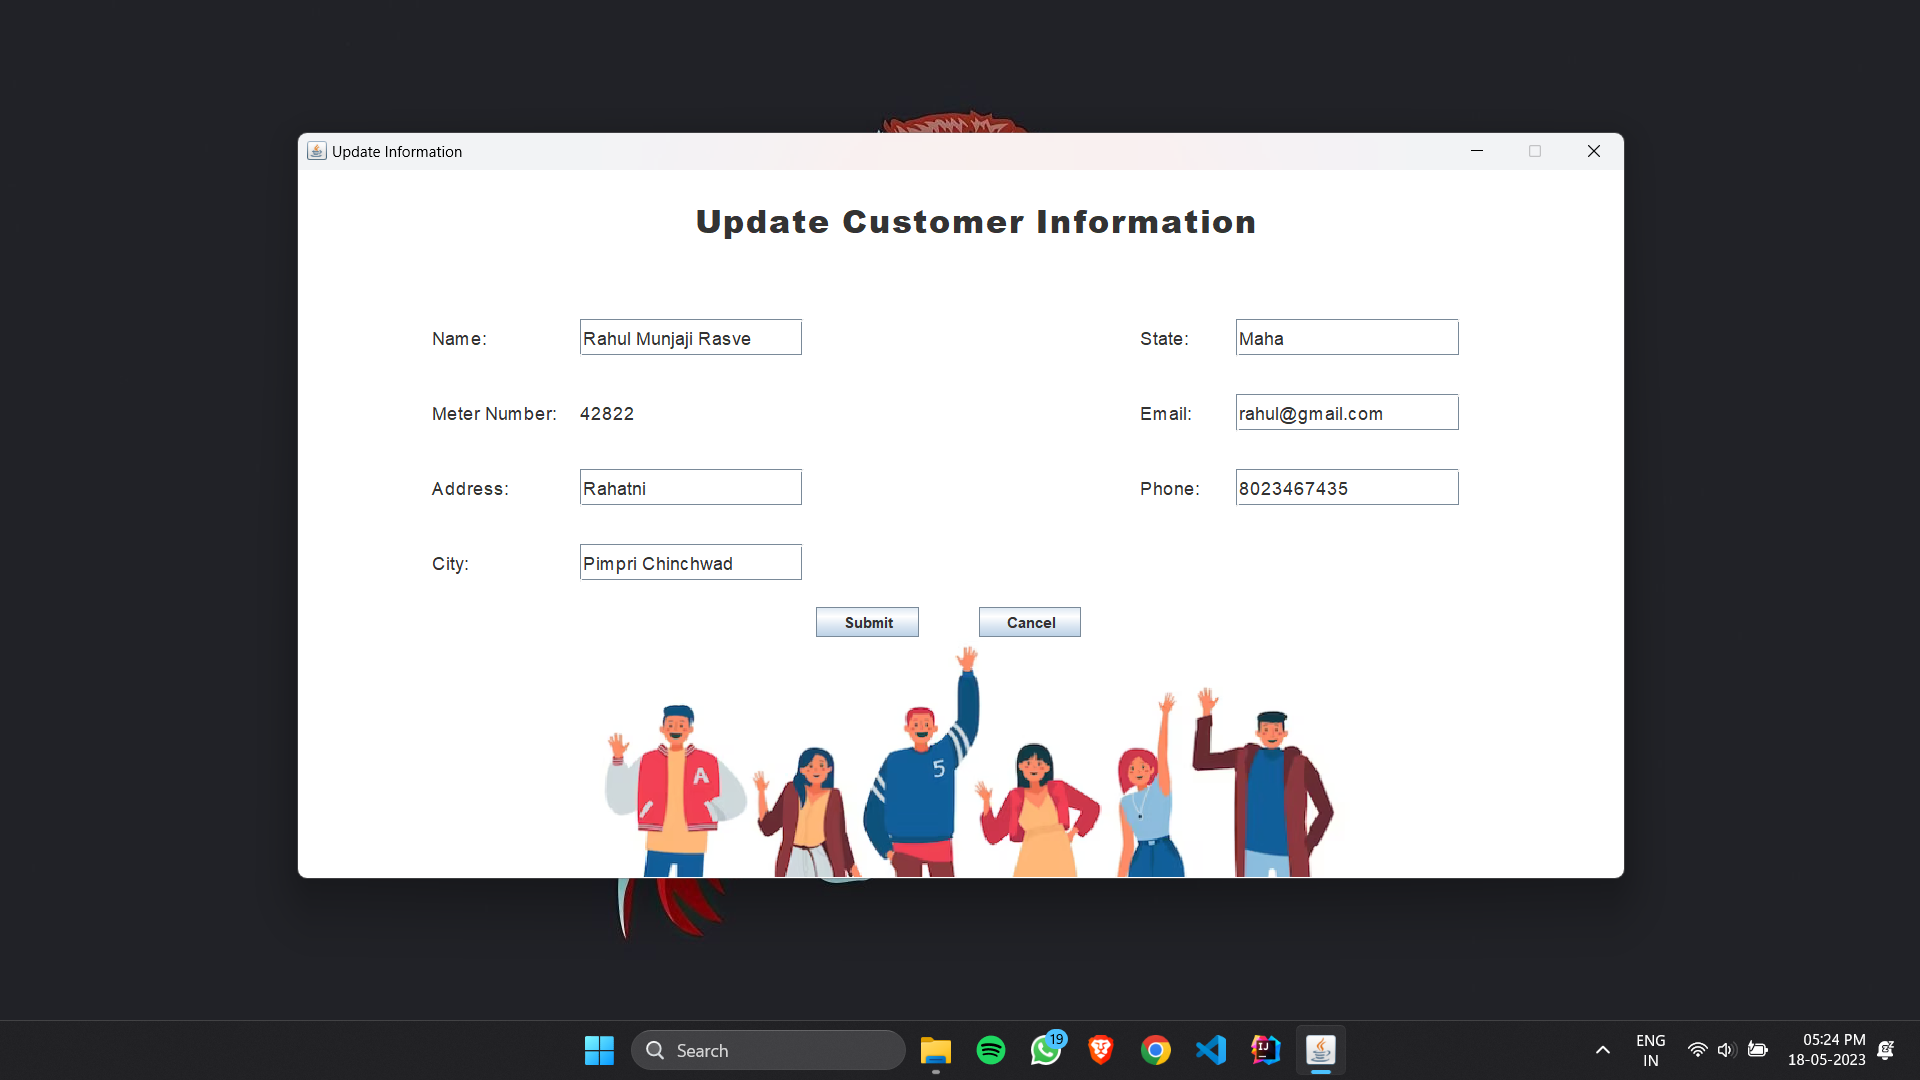 Update Information
Update Customer Information
Name: Rahul Munjaji Rasve
State: Maha
Meter Number: 42822
Email: rahul@gmail.com
Address: Rahatni
Phone: 8023467435
City: Pimpri Chinchwad
Submit Cancel
A
5
Search
19
IJ
ENG
IN
05:24 PM
18-05-2023